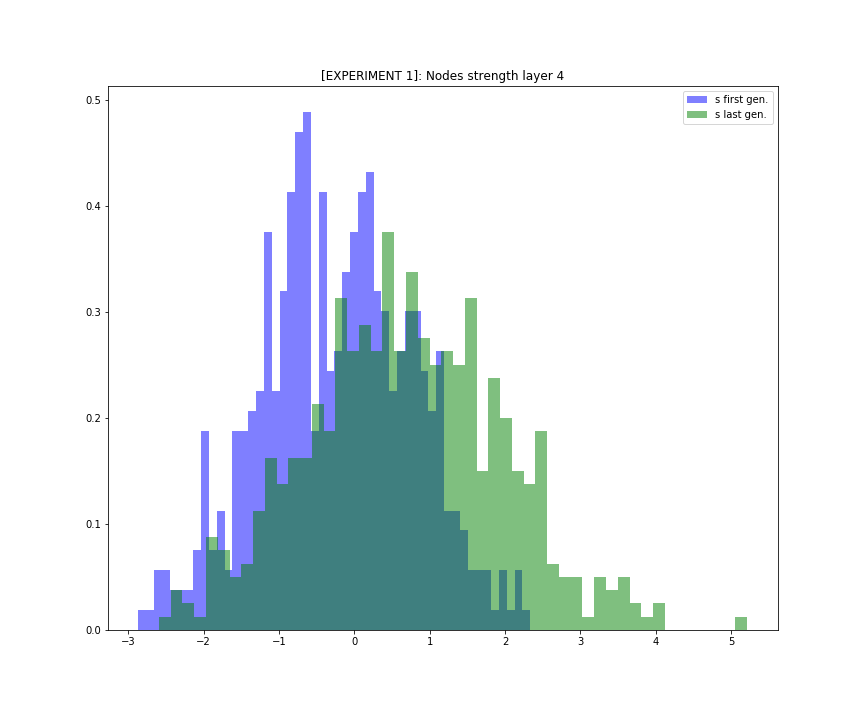 [EXPERIMENT 1]: Nodes strength layer 4
s first gen.
s last gen.
0.5
0.4
0.3
0.2
0.1
0.0
−3 −2 −1 0 1 2 3 4 5